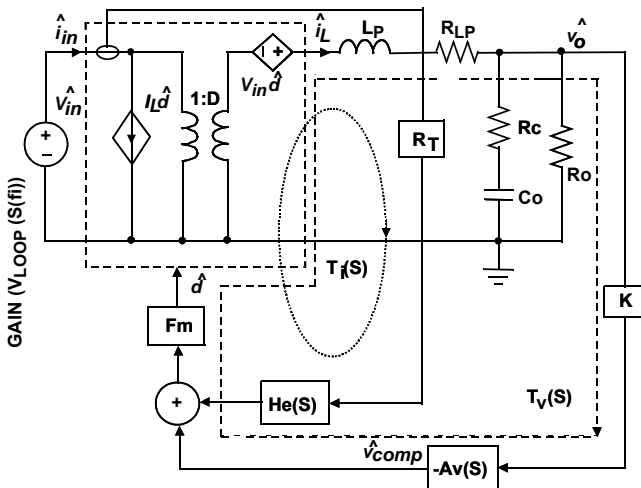 î_in
î_L
L_P
R_LP
v̂_o
V̂_in
I_L d̂
1:D
V_in d̂
+
−
R_T
Rc
Ro
Co
T_i(S)
K
GAIN (V_LOOP (S(fi))
d̂
Fm
+
He(S)
T_v(S)
v̂_comp
-Av(S)